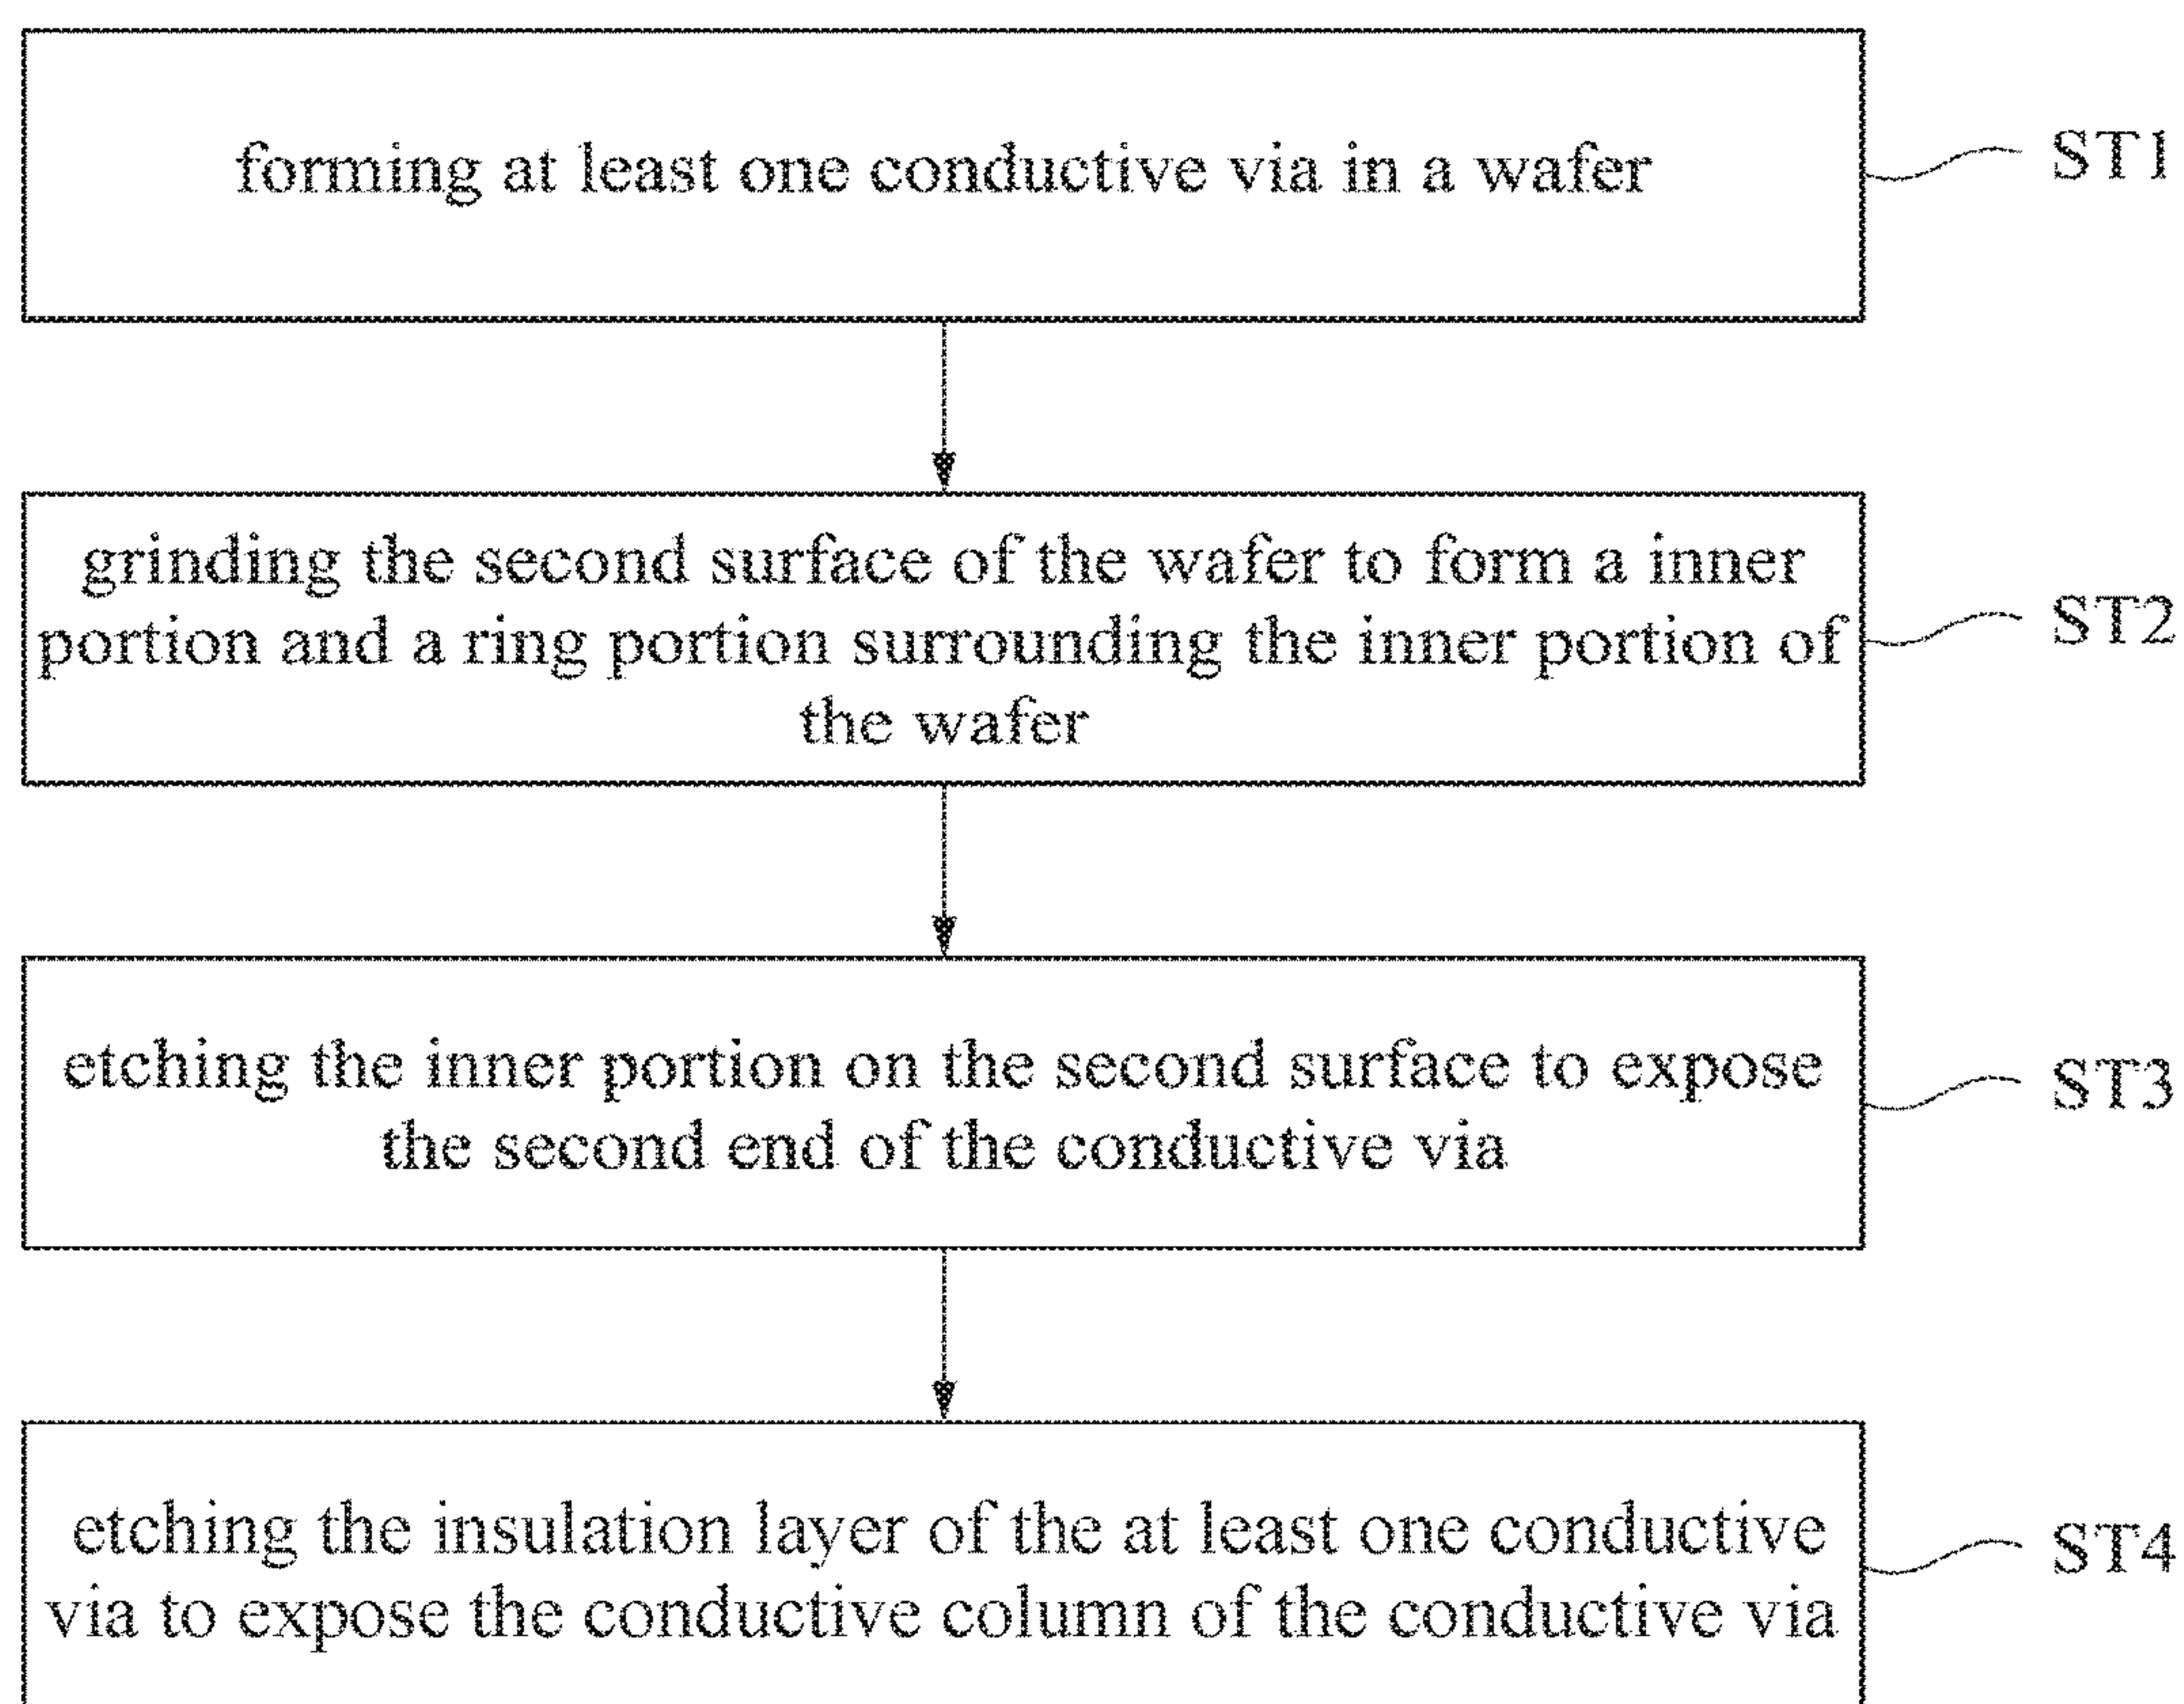 forming at least one conductive via in a wafer
ST1
grinding the second surface of the wafer to form a inner
portion and a ring portion surrounding the inner portion of
the wafer
ST2
etching the inner portion on the second surface to expose
the second end of the conductive via
ST3
etching the insulation layer of the at least one conductive
via to expose the conductive column of the conductive via
ST4